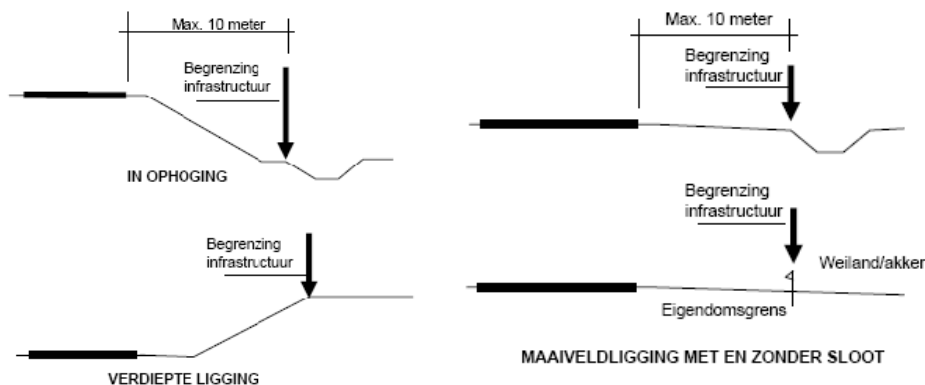 Max. 10 meter
Begrenzing
infrastructuur
IN OPHOGING
Begrenzing
infrastructuur
VERDIEPTE LIGGING
Max. 10 meter
Begrenzing
infrastructuur
Begrenzing
infrastructuur
Weiland/akker
Eigendomsgrens
MAAIVELDLIGGING MET EN ZONDER SLOOT